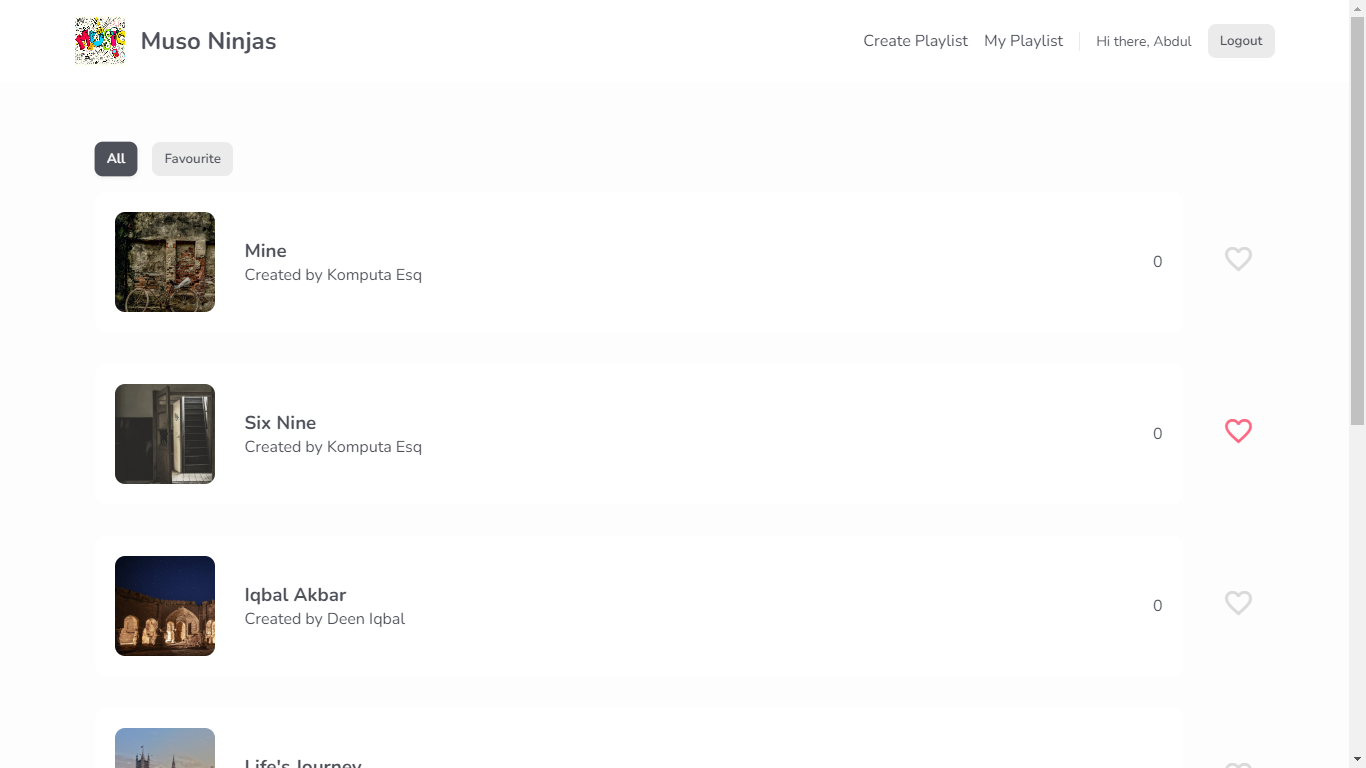 MUSIC
Muso Ninjas
Create Playlist
My Playlist
Hi there, Abdul
Logout
All
Favourite
Mine
Created by Komputa Esq
0
Six Nine
Created by Komputa Esq
0
Iqbal Akbar
Created by Deen Iqbal
0
Life's Journey